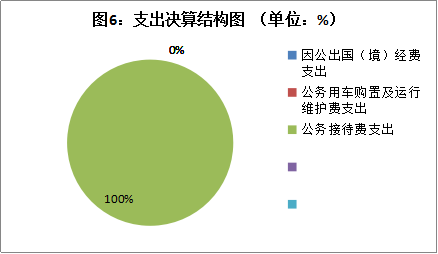 图6：支出决算结构图 （单位：%）
0%
100%
因公出国（境）经费
支出
公务用车购置及运行
维护费支出
公务接待费支出